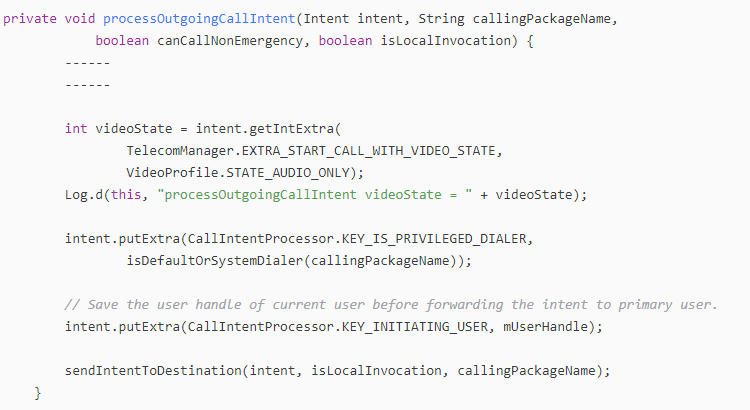 private void processOutgoingCallIntent(Intent intent, String callingPackageName,
boolean canCallNonEmergency, boolean isLocalInvocation) {
------
------
int videoState = intent.getIntExtra(
TelecomManager.EXTRA_START_CALL_WITH_VIDEO_STATE,
VideoProfile.STATE_AUDIO_ONLY);
Log.d(this, "processOutgoingCallIntent videoState = " + videoState);
intent.putExtra(CallIntentProcessor.KEY_IS_PRIVILEGED_DIALER,
isDefaultOrSystemDialer(callingPackageName));
// Save the user handle of current user before forwarding the intent to primary user.
intent.putExtra(CallIntentProcessor.KEY_INITIATING_USER, mUserHandle);
sendIntentToDestination(intent, isLocalInvocation, callingPackageName);
}